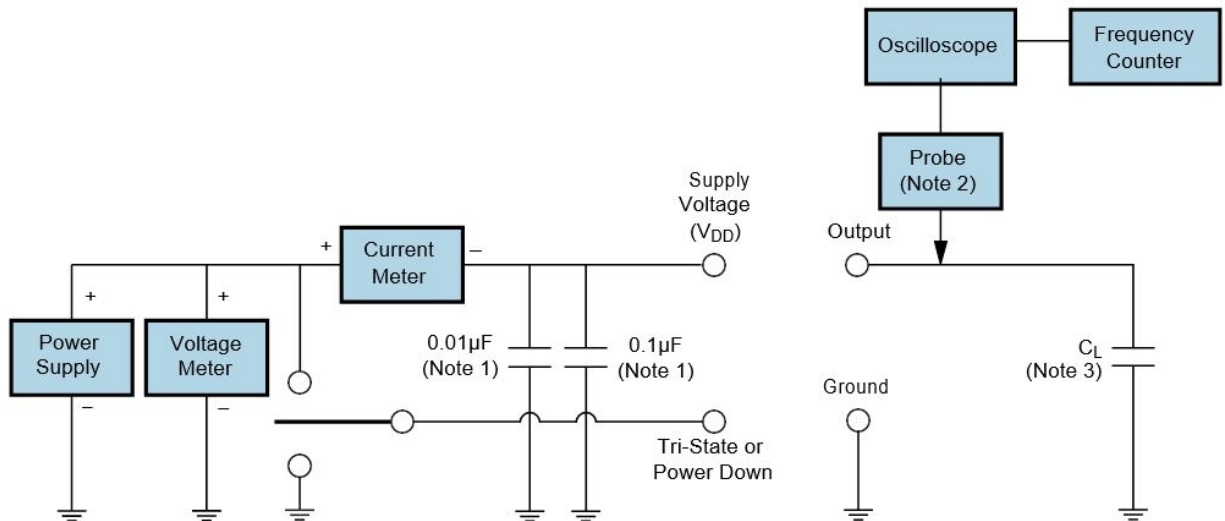 Oscilloscope
Frequency
Counter
Probe
(Note 2)
Supply
Voltage
(VDD)
Output
+
Current
Meter
–
+
Power
Supply
–
+
Voltage
Meter
–
0.01µF
(Note 1)
0.1µF
(Note 1)
CL
(Note 3)
Ground
Tri-State or
Power Down